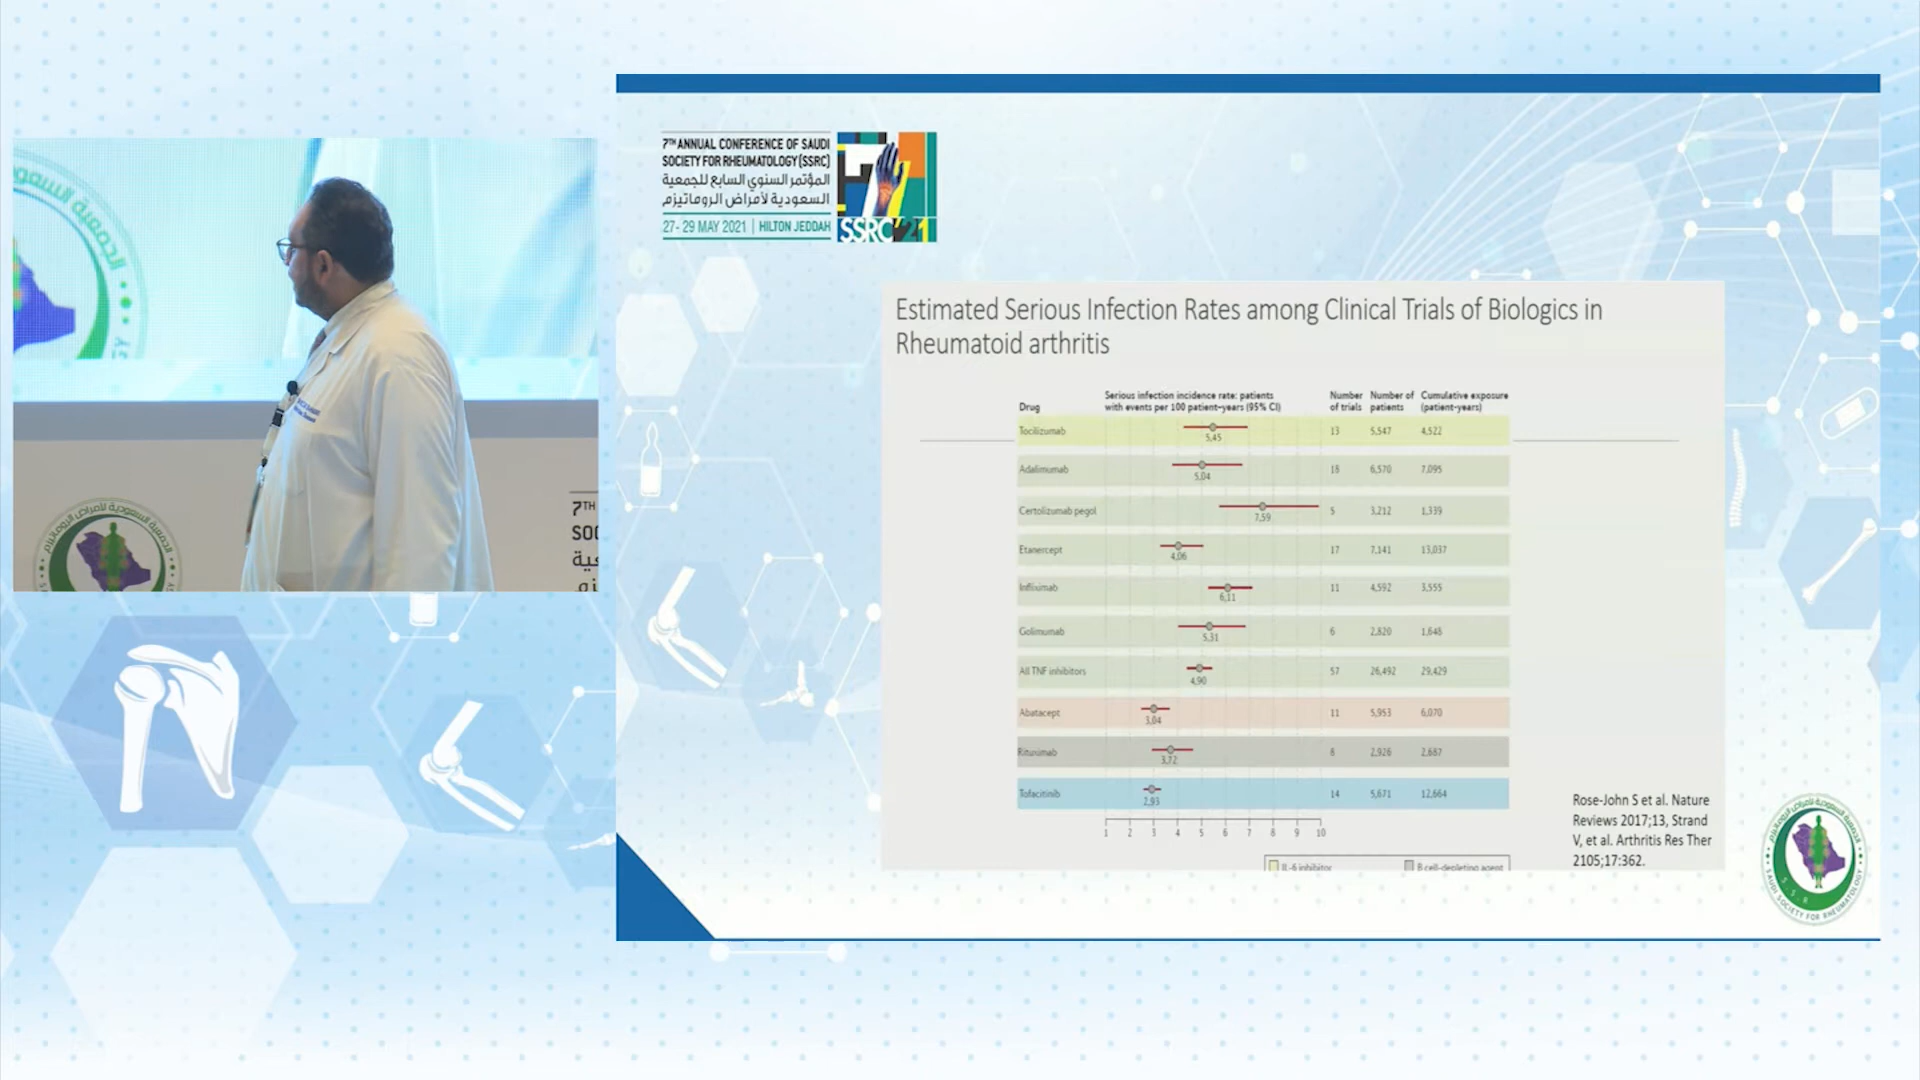 7TH ANNUAL CONFERENCE OF SAUDI
SOCIETY FOR RHEUMATOLOGY (SSRC)
المؤتمر السنوي السابع للجمعية
السعودية لأمراض الروماتيزم
27- 29 MAY 2021 | HILTON JEDDAH
SSRC'21
7TH
SOC
Estimated Serious Infection Rates among Clinical Trials of Biologics in
Rheumatoid arthritis
Drug
Serious infection incidence rate: patients
with events per 100 patient-years (95% CI)
Number
of trials
Number of
patients
Cumulative exposure
(patient-years)
Tocilizumab 5,45 13 5,547 4,522
Adalimumab 5,04 18 6,570 7,095
Certolizumab pegol 7,59 5 3,212 1,339
Etanercept 4,06 17 7,141 13,037
Infliximab 6,11 11 4,592 3,555
Golimumab 5,31 6 2,820 1,648
All TNF inhibitors 4,90 57 26,492 29,429
Abatacept 3,04 11 5,953 6,070
Rituximab 3,72 8 2,926 2,687
Tofacitinib 2,93 14 5,671 12,664
1 2 3 4 5 6 7 8 9 10
IL-6 inhibitor B cell-depleting agent
Rose-John S et al. Nature
Reviews 2017;13, Strand
V, et al. Arthritis Res Ther
2105;17:362.
SAUDI SOCIETY FOR RHEUMATOLOGY